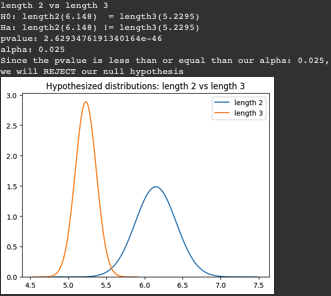 length 2 vs length 3
H0: length2(6.148)  = length3(5.2295)
Ha: length2(6.148) != length3(5.2295)
pvalue: 2.6293476191340164e-46
alpha: 0.025
Since the pvalue is less than or equal than our alpha: 0.025,
we will REJECT our null hypothesis
Hypothesized distributions: length 2 vs length 3
3.0
2.5
2.0
1.5
1.0
0.5
0.0
length 2
length 3
4.5 5.0 5.5 6.0 6.5 7.0 7.5